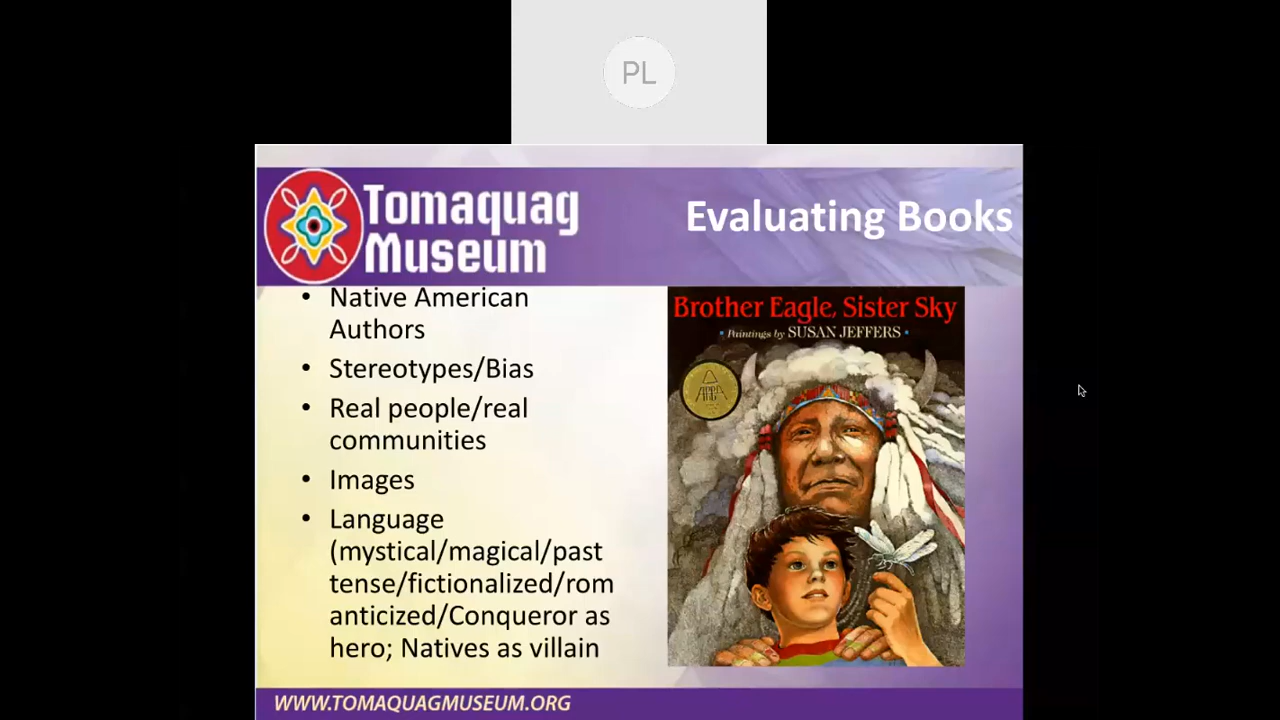 PL
Tomaquag
Museum
Evaluating Books
• Native American
Authors
• Stereotypes/Bias
• Real people/real
communities
• Images
• Language
(mystical/magical/past
tense/fictionalized/rom
anticized/Conqueror as
hero; Natives as villain
Brother Eagle, Sister Sky
• Paintings by SUSAN JEFFERS •
WWW.TOMAQUAGMUSEUM.ORG